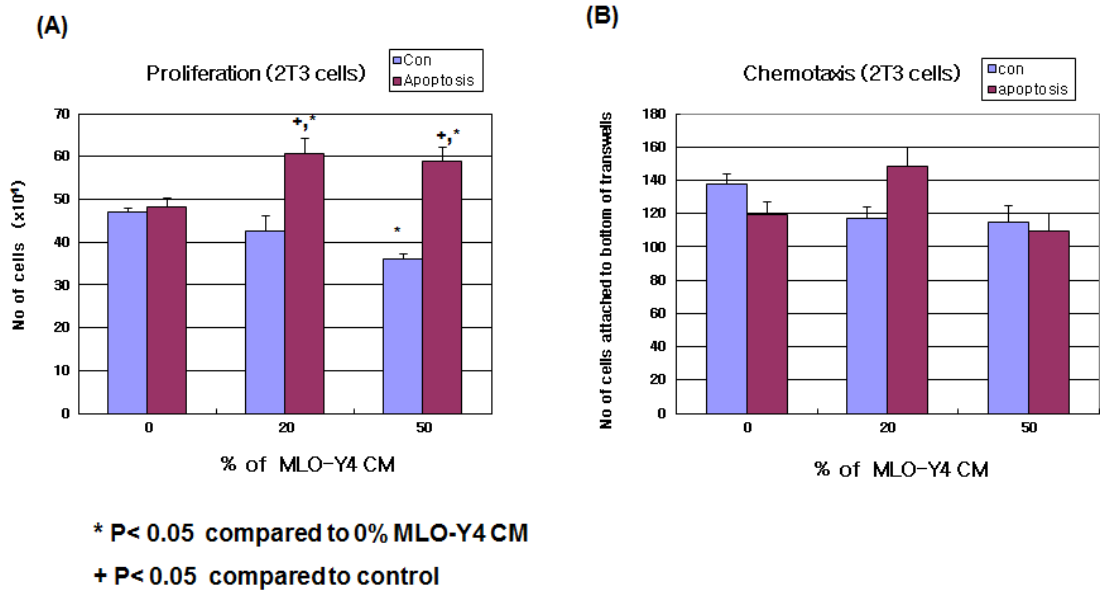 (A)
Proliferation (2T3 cells)
Con
Apoptosis
No of cells (x10⁴)
70
60
50
40
30
20
10
0
+,*
+,*
*
0 20 50
% of MLO-Y4 CM
(B)
Chemotaxis (2T3 cells)
con
apoptosis
No of cells attached to bottom of transwells
180
160
140
120
100
80
60
40
20
0
0 20 50
% of MLO-Y4 CM
* P< 0.05 compared to 0% MLO-Y4 CM
+ P< 0.05 compared to control